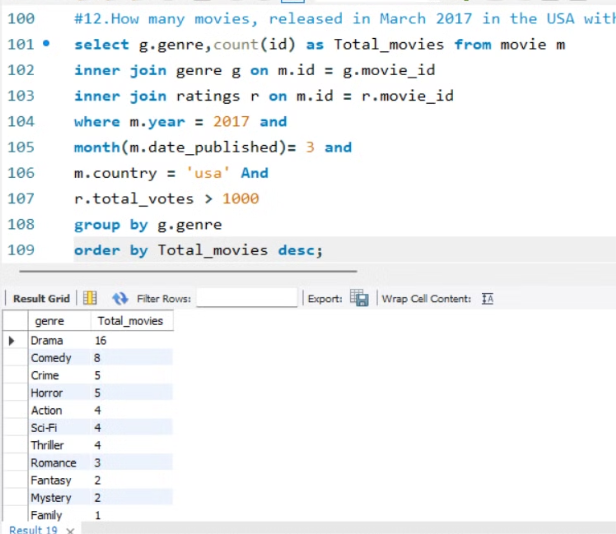 100 #12.How many movies, released in March 2017 in the USA with
101 select g.genre,count(id) as Total_movies from movie m
102 inner join genre g on m.id = g.movie_id
103 inner join ratings r on m.id = r.movie_id
104 where m.year = 2017 and
105 month(m.date_published)= 3 and
106 m.country = 'usa' And
107 r.total_votes > 1000
108 group by g.genre
109 order by Total_movies desc;
Result Grid Filter Rows: Export: Wrap Cell Content: IA
genre Total_movies
Drama 16
Comedy 8
Crime 5
Horror 5
Action 4
Sci-Fi 4
Thriller 4
Romance 3
Fantasy 2
Mystery 2
Family 1
Result 19 ×